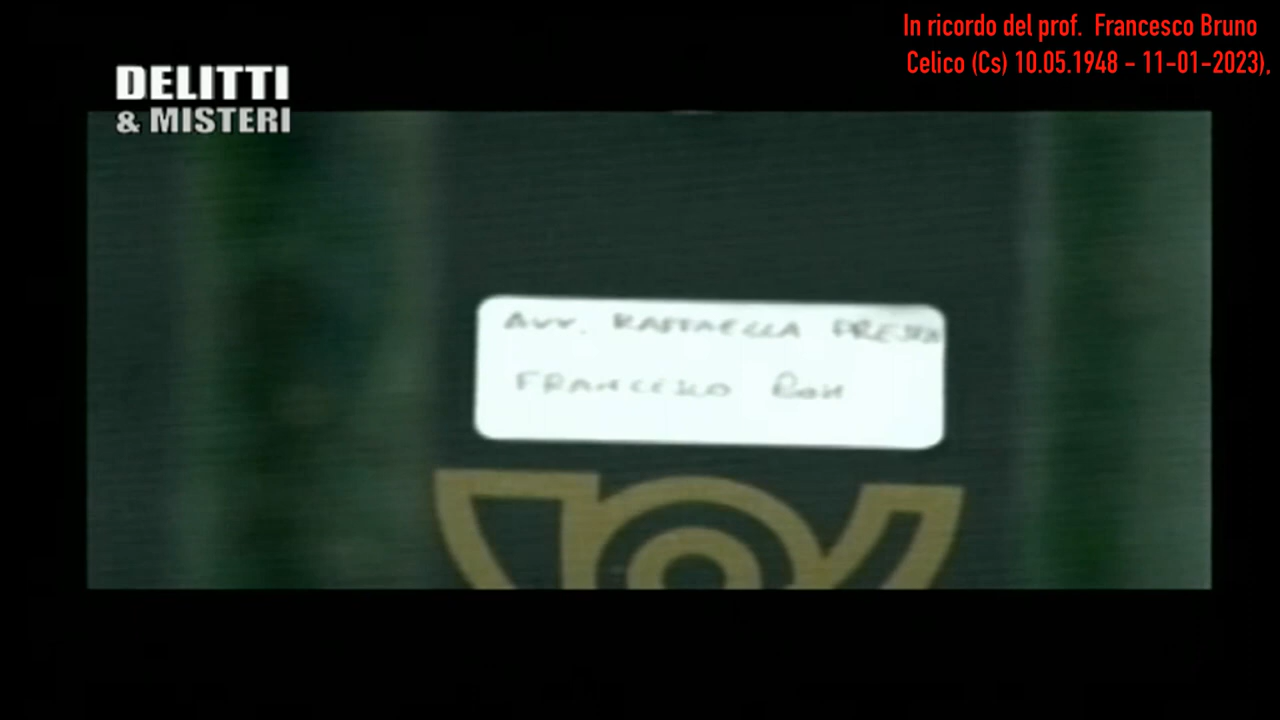 In ricordo del prof. Francesco Bruno
Celico (Cs) 10.05.1948 - 11-01-2023),
DELITTI
& MISTERI
AVV. RAFFAELLA
FRANCESCO